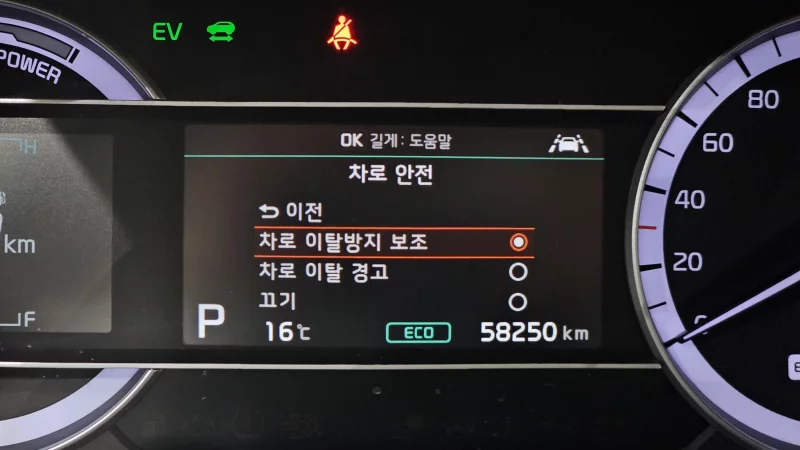 EV
POWER
80
60
40
20
H
km
F
OK 길게 : 도움말
차로 안전
이전
차로 이탈방지 보조
차로 이탈 경고
끄기
P
16℃
ECO
58250 km